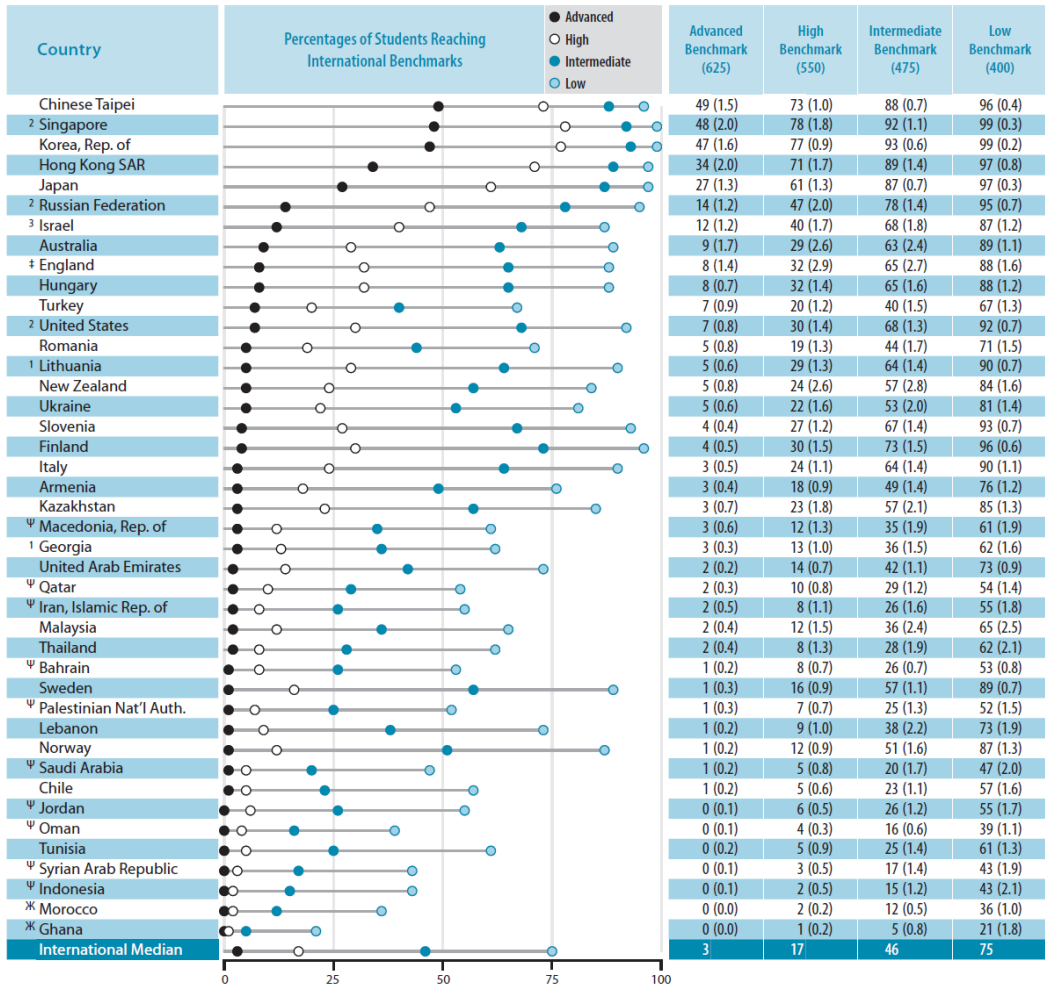 Country
Percentages of Students Reaching
International Benchmarks
Advanced
High
Intermediate
Low
Advanced Benchmark (625)
High Benchmark (550)
Intermediate Benchmark (475)
Low Benchmark (400)
Chinese Taipei 49 (1.5) 73 (1.0) 88 (0.7) 96 (0.4)
2 Singapore 48 (2.0) 78 (1.8) 92 (1.1) 99 (0.3)
Korea, Rep. of 47 (1.6) 77 (0.9) 93 (0.6) 99 (0.2)
Hong Kong SAR 34 (2.0) 71 (1.7) 89 (1.4) 97 (0.8)
Japan 27 (1.3) 61 (1.3) 87 (0.7) 97 (0.3)
2 Russian Federation 14 (1.2) 47 (2.0) 78 (1.4) 95 (0.7)
3 Israel 12 (1.2) 40 (1.7) 68 (1.8) 87 (1.2)
Australia 9 (1.7) 29 (2.6) 63 (2.4) 89 (1.1)
‡ England 8 (1.4) 32 (2.9) 65 (2.7) 88 (1.6)
Hungary 8 (0.7) 32 (1.4) 65 (1.6) 88 (1.2)
Turkey 7 (0.9) 20 (1.2) 40 (1.5) 67 (1.3)
2 United States 7 (0.8) 30 (1.4) 68 (1.3) 92 (0.7)
Romania 5 (0.8) 19 (1.3) 44 (1.7) 71 (1.5)
1 Lithuania 5 (0.6) 29 (1.3) 64 (1.4) 90 (0.7)
New Zealand 5 (0.8) 24 (2.6) 57 (2.8) 84 (1.6)
Ukraine 5 (0.6) 22 (1.6) 53 (2.0) 81 (1.4)
Slovenia 4 (0.4) 27 (1.2) 67 (1.4) 93 (0.7)
Finland 4 (0.5) 30 (1.5) 73 (1.5) 96 (0.6)
Italy 3 (0.5) 24 (1.1) 64 (1.4) 90 (1.1)
Armenia 3 (0.4) 18 (0.9) 49 (1.4) 76 (1.2)
Kazakhstan 3 (0.7) 23 (1.8) 57 (2.1) 85 (1.3)
Ψ Macedonia, Rep. of 3 (0.6) 12 (1.3) 35 (1.9) 61 (1.9)
1 Georgia 3 (0.3) 13 (1.0) 36 (1.5) 62 (1.6)
United Arab Emirates 2 (0.2) 14 (0.7) 42 (1.1) 73 (0.9)
Ψ Qatar 2 (0.3) 10 (0.8) 29 (1.2) 54 (1.4)
Ψ Iran, Islamic Rep. of 2 (0.5) 8 (1.1) 26 (1.6) 55 (1.8)
Malaysia 2 (0.4) 12 (1.5) 36 (2.4) 65 (2.5)
Thailand 2 (0.4) 8 (1.3) 28 (1.9) 62 (2.1)
Ψ Bahrain 1 (0.2) 8 (0.7) 26 (0.7) 53 (0.8)
Sweden 1 (0.3) 16 (0.9) 57 (1.1) 89 (0.7)
Ψ Palestinian Nat'l Auth. 1 (0.3) 7 (0.7) 25 (1.3) 52 (1.5)
Lebanon 1 (0.2) 9 (1.0) 38 (2.2) 73 (1.9)
Norway 1 (0.2) 12 (0.9) 51 (1.6) 87 (1.3)
Ψ Saudi Arabia 1 (0.2) 5 (0.8) 20 (1.7) 47 (2.0)
Chile 1 (0.2) 5 (0.6) 23 (1.1) 57 (1.6)
Ψ Jordan 0 (0.1) 6 (0.5) 26 (1.2) 55 (1.7)
Ψ Oman 0 (0.1) 4 (0.3) 16 (0.6) 39 (1.1)
Tunisia 0 (0.2) 5 (0.9) 25 (1.4) 61 (1.3)
Ψ Syrian Arab Republic 0 (0.1) 3 (0.5) 17 (1.4) 43 (1.9)
Ψ Indonesia 0 (0.1) 2 (0.5) 15 (1.2) 43 (2.1)
Ж Morocco 0 (0.0) 2 (0.2) 12 (0.5) 36 (1.0)
Ж Ghana 0 (0.0) 1 (0.2) 5 (0.8) 21 (1.8)
International Median 3 17 46 75
0 25 50 75 100